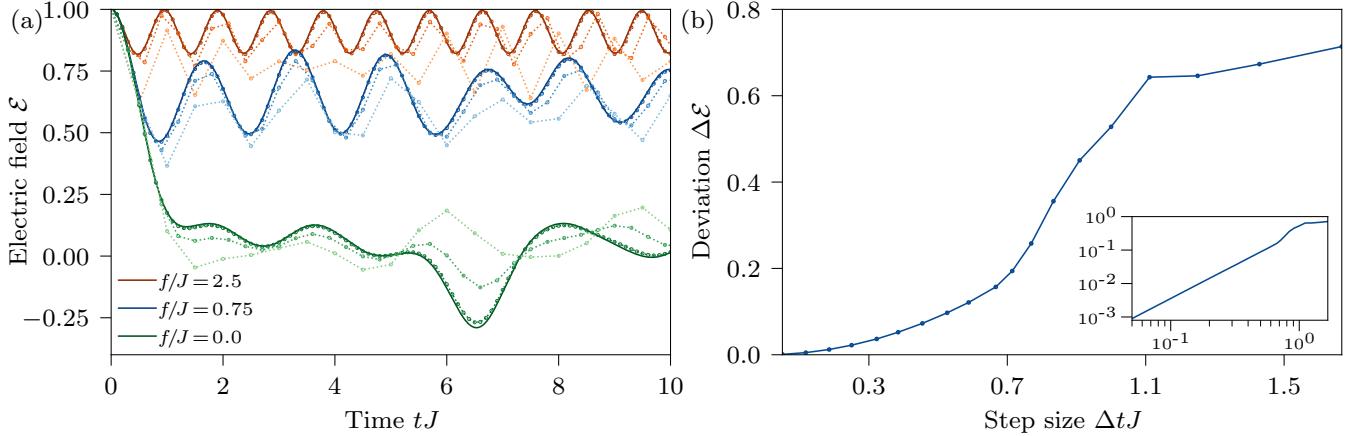 (a)
Electric field ℰ
1.00
0.75
0.50
0.25
0.00
−0.25
f/J = 2.5
f/J = 0.75
f/J = 0.0
0 2 4 6 8 10
Time tJ
(b)
Deviation Δℰ
0.8
0.6
0.4
0.2
0.0
0.3 0.7 1.1 1.5
Step size ΔtJ
10⁰
10⁻¹
10⁻²
10⁻³
10⁻¹ 10⁰